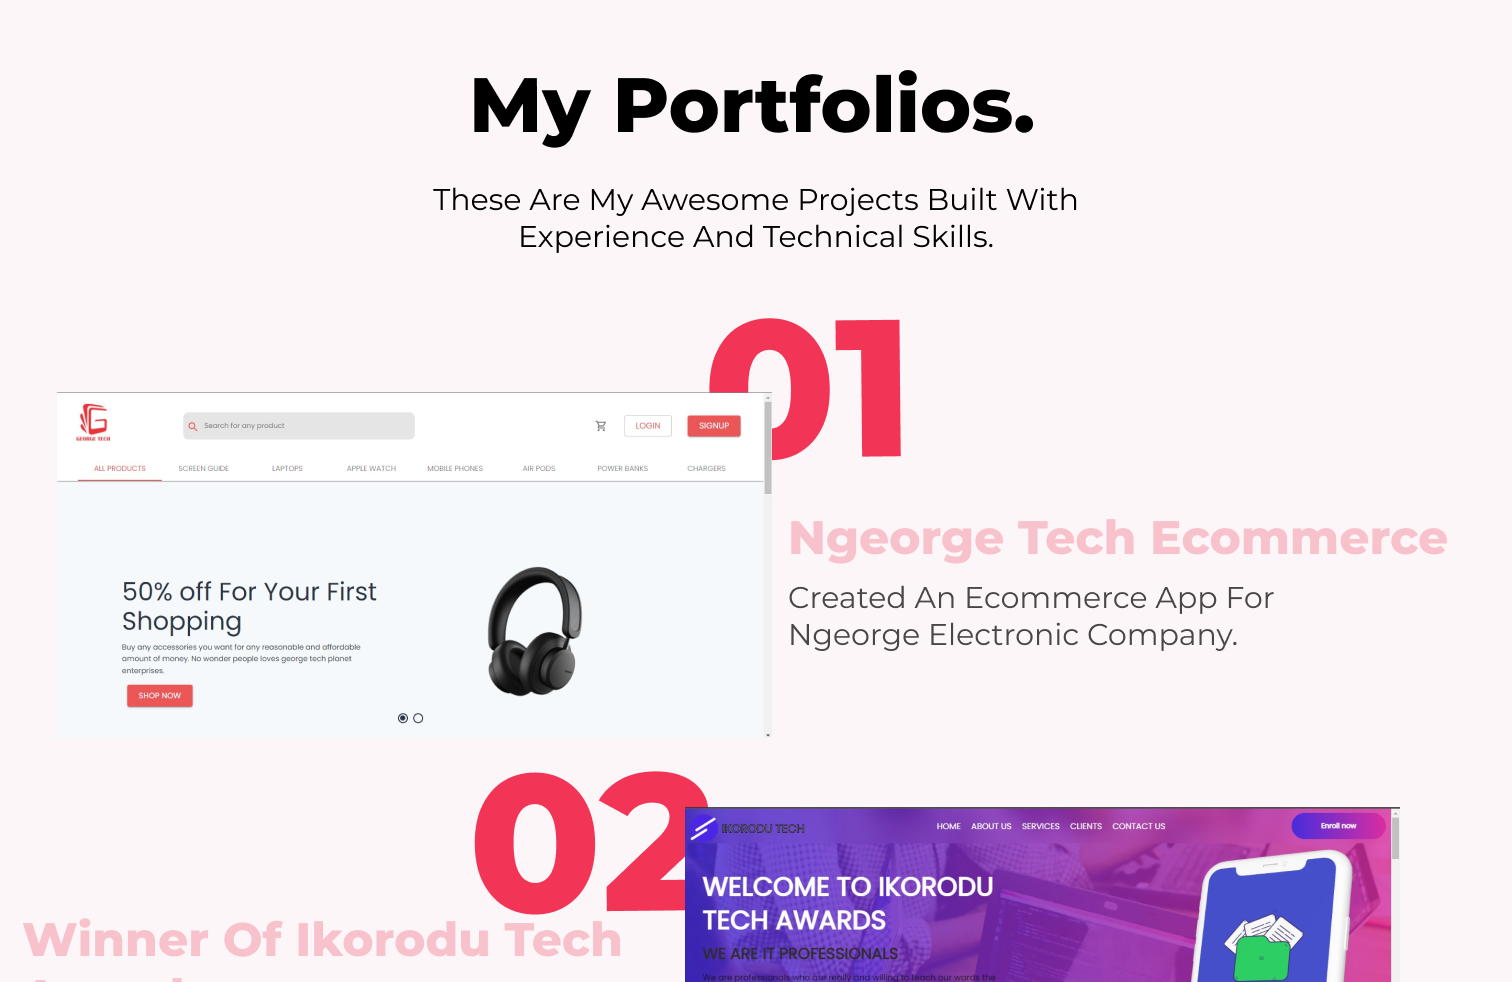 My Portfolios.
These Are My Awesome Projects Built With
Experience And Technical Skills.
01
GEORGE TECH
Search for any product
LOGIN
SIGNUP
ALL PRODUCTS
SCREEN GUIDE
LAPTOPS
APPLE WATCH
MOBILE PHONES
AIR PODS
POWER BANKS
CHARGERS
50% off For Your First
Shopping
Buy any accessories you want for any reasonable and affordable
amount of money. No wonder people loves george tech planet
enterprises.
SHOP NOW
Ngeorge Tech Ecommerce
Created An Ecommerce App For
Ngeorge Electronic Company.
02
Winner Of Ikorodu Tech
IKORODU TECH
HOME
ABOUT US
SERVICES
CLIENTS
CONTACT US
Enroll now
WELCOME TO IKORODU
TECH AWARDS
WE ARE IT PROFESSIONALS
We are professionals who are really and willing to teach our wards the